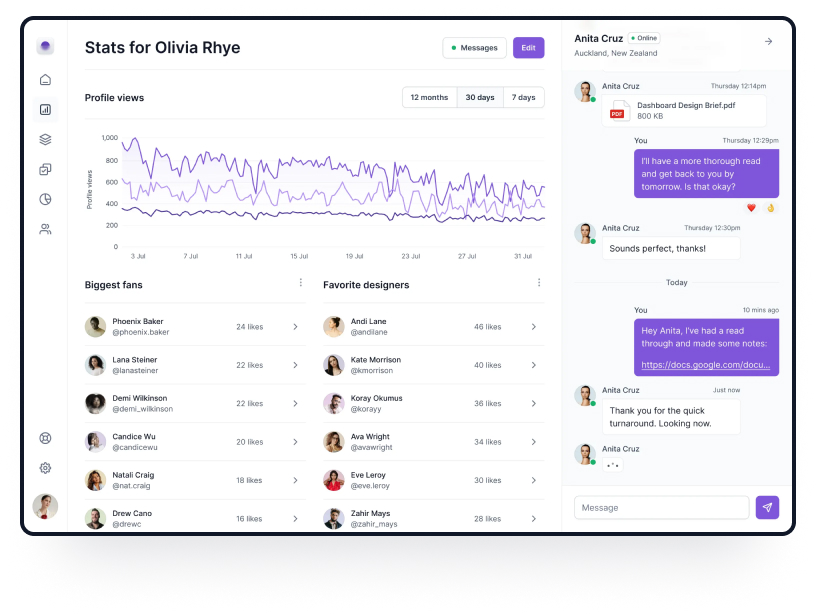 Stats for Olivia Rhye
Messages
Edit
Profile views
12 months
30 days
7 days
Profile views
1,000
800
600
400
200
0
3 Jul
7 Jul
11 Jul
15 Jul
19 Jul
23 Jul
27 Jul
31 Jul
Biggest fans
Phoenix Baker
@phoenix.baker
24 likes
Lana Steiner
@lanasteiner
22 likes
Demi Wilkinson
@demi_wilkinson
22 likes
Candice Wu
@candicewu
20 likes
Natali Craig
@nat.craig
18 likes
Drew Cano
@drewc
16 likes
Favorite designers
Andi Lane
@andilane
46 likes
Kate Morrison
@kmorrison
40 likes
Koray Okumus
@korayy
36 likes
Ava Wright
@avawright
34 likes
Eve Leroy
@eve.leroy
30 likes
Zahir Mays
@zahir_mays
28 likes
Anita Cruz
Online
Auckland, New Zealand
Anita Cruz
Thursday 12:14pm
PDF
Dashboard Design Brief.pdf
800 KB
You
Thursday 12:29pm
I'll have a more thorough read
and get back to you by
tomorrow. Is that okay?
Anita Cruz
Thursday 12:30pm
Sounds perfect, thanks!
Today
You
10 mins ago
Hey Anita, I've had a read
through and made some notes:
https://docs.google.com/docu...
Anita Cruz
Just now
Thank you for the quick
turnaround. Looking now.
Anita Cruz
Message